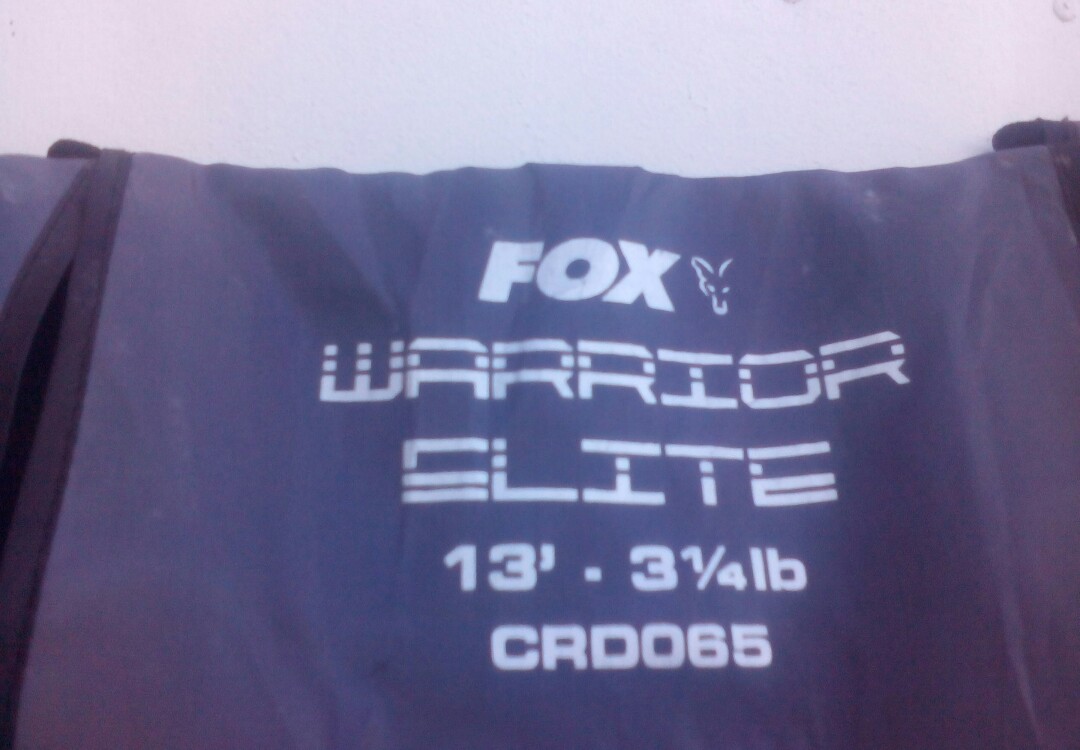 FOX
WARRIOR
ELITE
13' - 3¼lb
CRD065